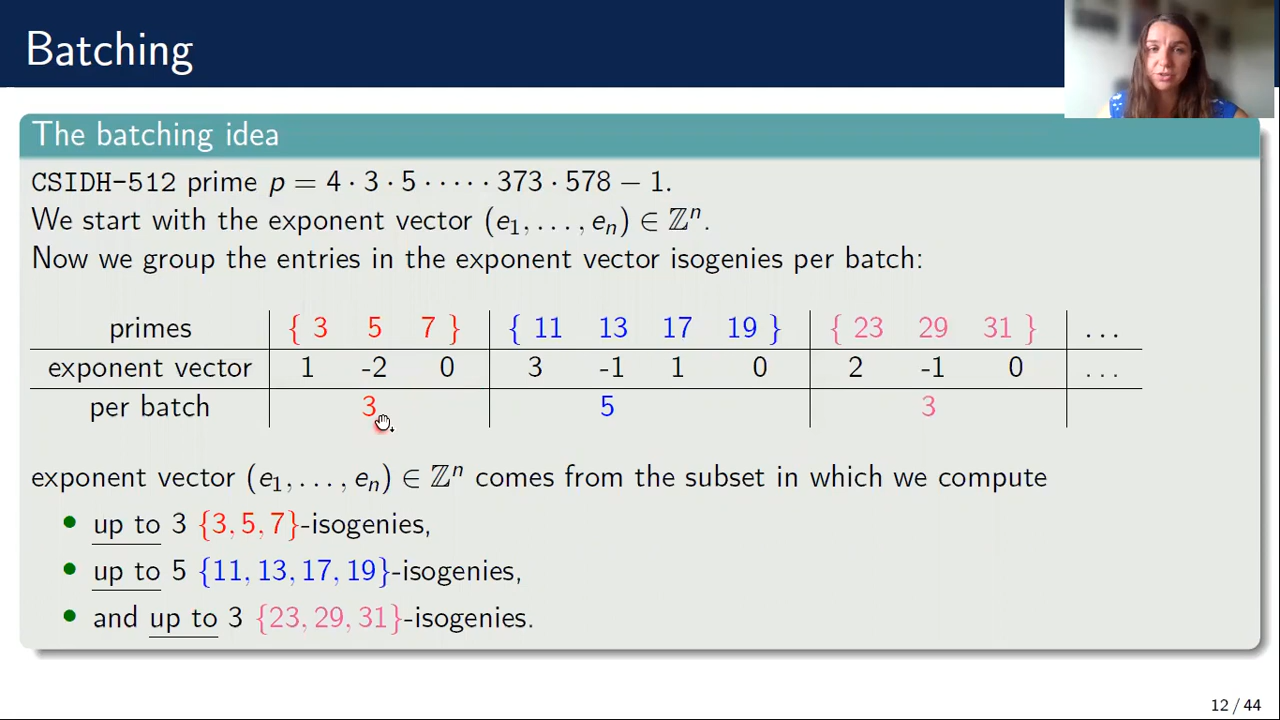 Batching
The batching idea
CSIDH-512 prime p = 4 · 3 · 5 · · · · · 373 · 578 − 1.
We start with the exponent vector (e₁, . . . , eₙ) ∈ ℤⁿ.
Now we group the entries in the exponent vector isogenies per batch:
primes { 3 5 7 } { 11 13 17 19 } { 23 29 31 } . . .
exponent vector 1 -2 0 3 -1 1 0 2 -1 0 . . .
per batch 3 5 3
exponent vector (e₁, . . . , eₙ) ∈ ℤⁿ comes from the subset in which we compute
• up to 3 {3, 5, 7}-isogenies,
• up to 5 {11, 13, 17, 19}-isogenies,
• and up to 3 {23, 29, 31}-isogenies.
12 / 44